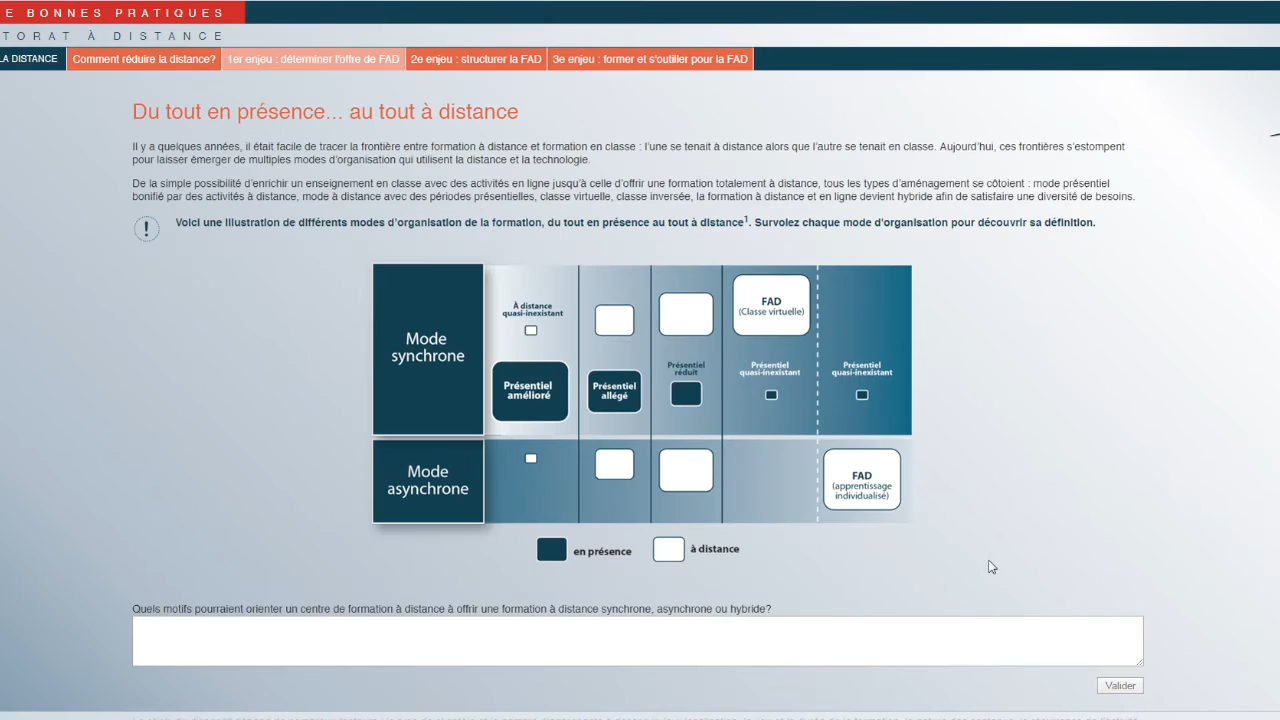 E BONNES PRATIQUES
TORAT À DISTANCE
LA DISTANCE
Comment réduire la distance?
1er enjeu : déterminer l'offre de FAD
2e enjeu : structurer la FAD
3e enjeu : former et s'outiller pour la FAD
Du tout en présence... au tout à distance
Il y a quelques années, il était facile de tracer la frontière entre formation à distance et formation en classe : l'une se tenait à distance alors que l'autre se tenait en classe. Aujourd'hui, ces frontières s'estompent
pour laisser émerger de multiples modes d'organisation qui utilisent la distance et la technologie.
De la simple possibilité d'enrichir un enseignement en classe avec des activités en ligne jusqu'à celle d'offrir une formation totalement à distance, tous les types d'aménagement se côtoient : mode présentiel
bonifié par des activités à distance, mode à distance avec des périodes présentielles, classe virtuelle, classe inversée, la formation à distance et en ligne devient hybride afin de satisfaire une diversité de besoins.
!
Voici une illustration de différents modes d'organisation de la formation, du tout en présence au tout à distance1. Survolez chaque mode d'organisation pour découvrir sa définition.
Mode
synchrone
À distance
quasi-inexistant
Présentiel
amélioré
Présentiel
allégé
Présentiel
réduit
FAD
(Classe virtuelle)
Présentiel
quasi-inexistant
Présentiel
quasi-inexistant
Mode
asynchrone
FAD
(apprentissage
individualisé)
en présence
à distance
Quels motifs pourraient orienter un centre de formation à distance à offrir une formation à distance synchrone, asynchrone ou hybride?
Valider